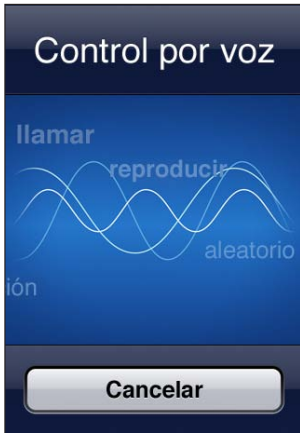 Control por voz
llamar
reproducir
aleatorio
ión
Cancelar